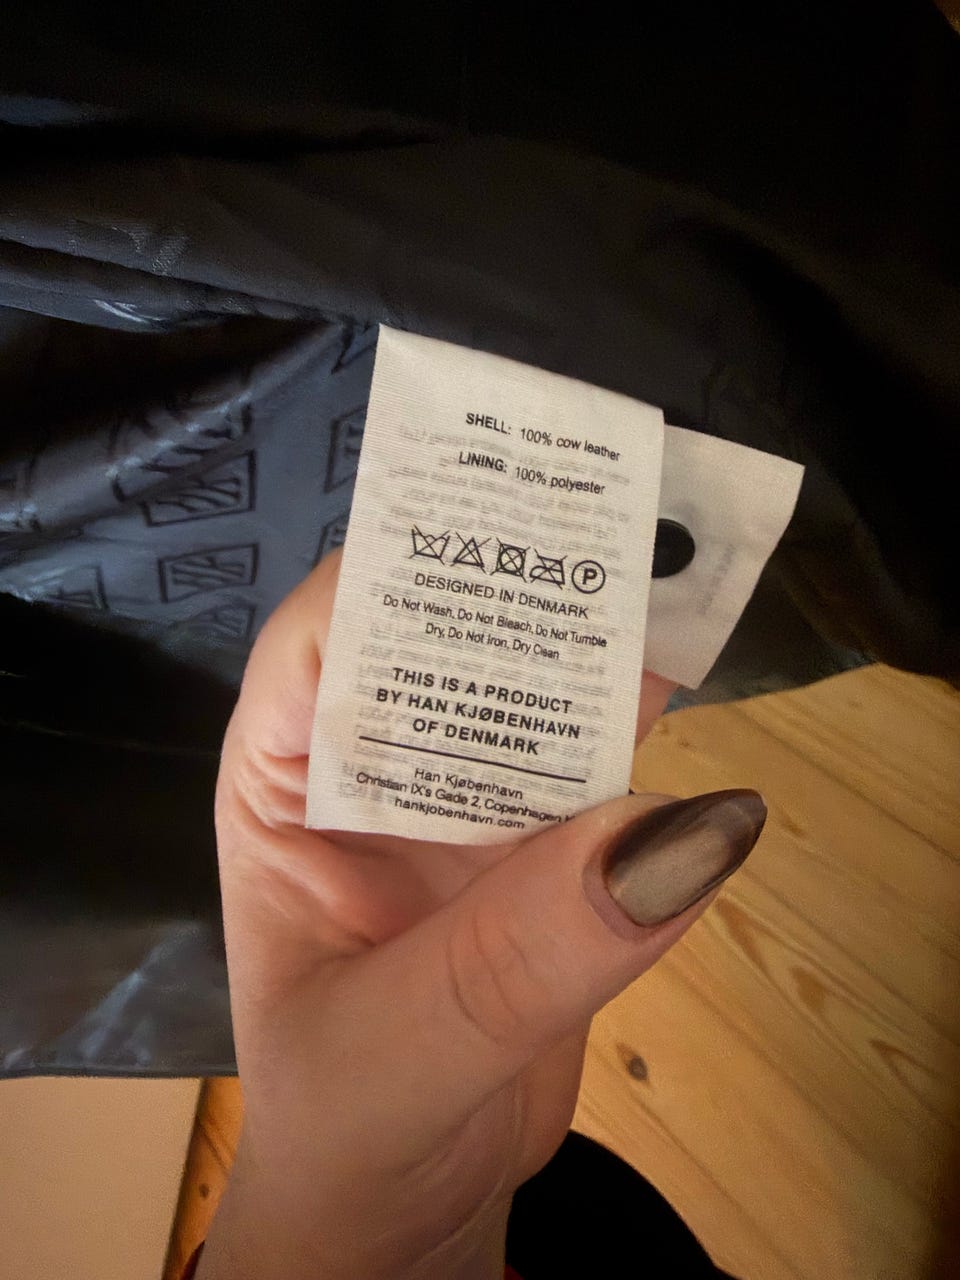 SHELL: 100% cow leather
LINING: 100% polyester
P
DESIGNED IN DENMARK
Do Not Wash, Do Not Bleach, Do Not Tumble
Dry, Do Not Iron, Dry Clean
THIS IS A PRODUCT
BY HAN KJØBENHAVN
OF DENMARK
Han Kjøbenhavn
Christian IX's Gade 2, Copenhagen
hankjobenhavn.com